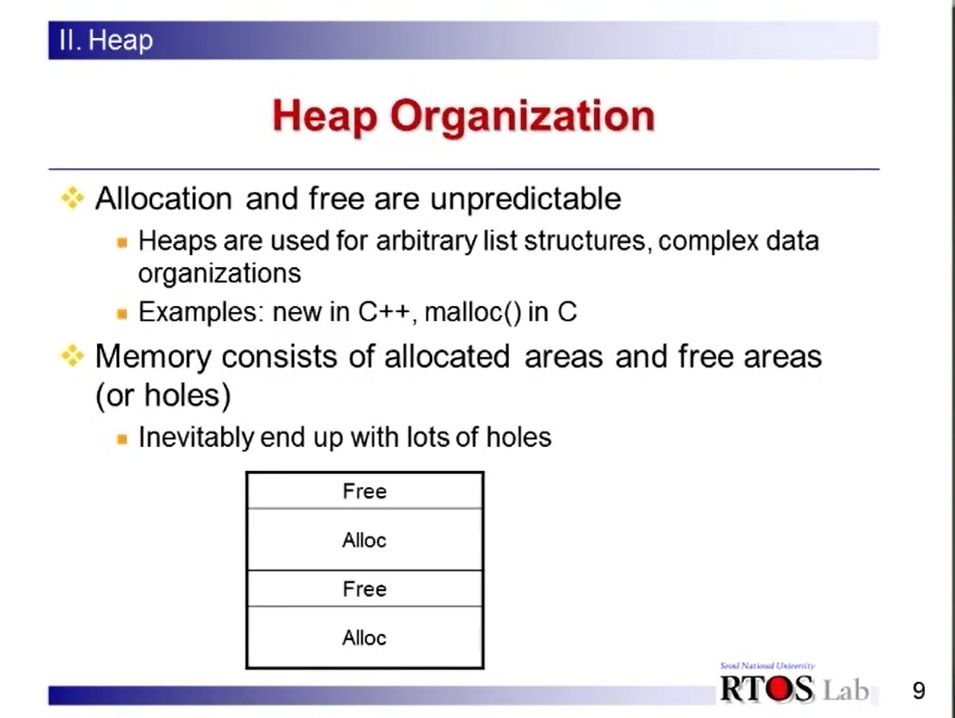 II. Heap
Heap Organization
Allocation and free are unpredictable
Heaps are used for arbitrary list structures, complex data
organizations
Examples: new in C++, malloc() in C
Memory consists of allocated areas and free areas
(or holes)
Inevitably end up with lots of holes
Free
Alloc
Free
Alloc
Seoul National University
RTOS Lab
9